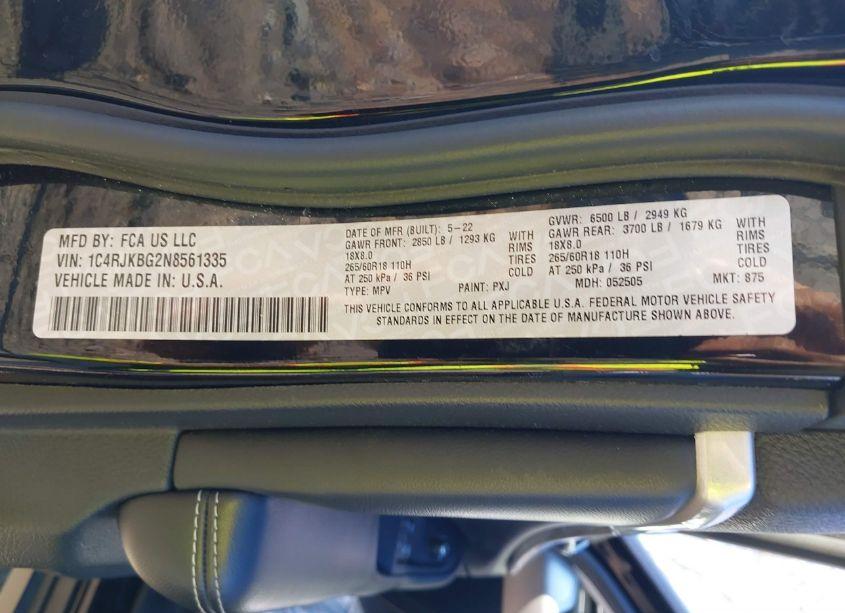 MFD BY: FCA US LLC
VIN: 1C4RJKBG2N8561335
VEHICLE MADE IN: U.S.A.
DATE OF MFR (BUILT): 5-22
GAWR FRONT: 2850 LB / 1293 KG WITH
18X8.0 RIMS
265/60R18 110H TIRES
AT 250 kPa / 36 PSI COLD
TYPE: MPV PAINT: PXJ
GVWR: 6500 LB / 2949 KG
GAWR REAR: 3700 LB / 1679 KG WITH
18X8.0 RIMS
265/60R18 110H TIRES
AT 250 kPa / 36 PSI COLD
MDH: 052505 MKT: 875
THIS VEHICLE CONFORMS TO ALL APPLICABLE U.S.A. FEDERAL MOTOR VEHICLE SAFETY
STANDARDS IN EFFECT ON THE DATE OF MANUFACTURE SHOWN ABOVE.